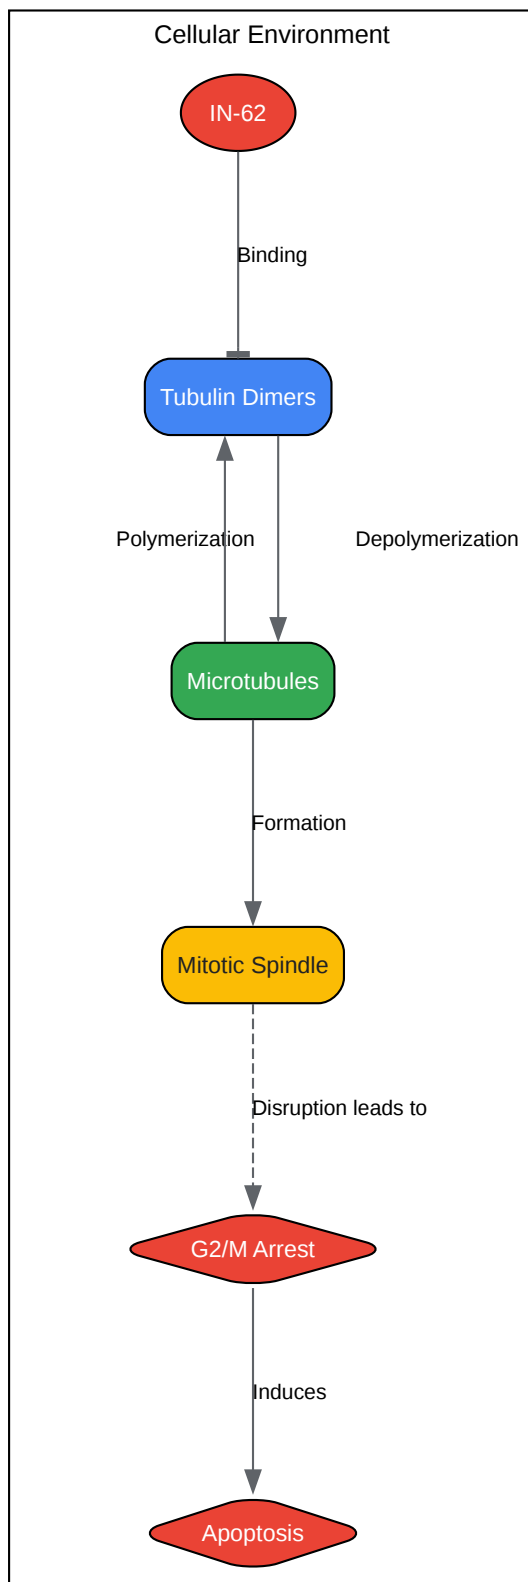 Cellular Environment
IN-62
Binding
Tubulin Dimers
Polymerization
Depolymerization
Microtubules
Formation
Mitotic Spindle
Disruption leads to
G2/M Arrest
Induces
Apoptosis